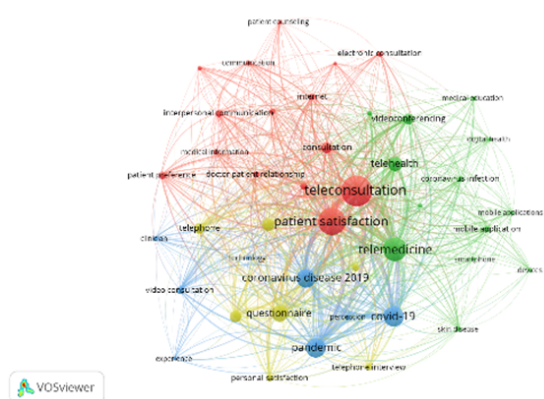 patient counseling
electronic consultation
communication
internet
medical education
interpersonal communication
videoconferencing
digital health
consultation
medical information
telehealth
patient preference
doctor patient relationship
coronavirus infection
teleconsultation
mobile applications
patient satisfaction
telephone
mobile application
clinician
telemedicine
technology
smartphone
devices
coronavirus disease 2019
video consultation
questionnaire
perception
covid-19
skin disease
pandemic
experience
telephone interview
personal satisfaction
VOSviewer